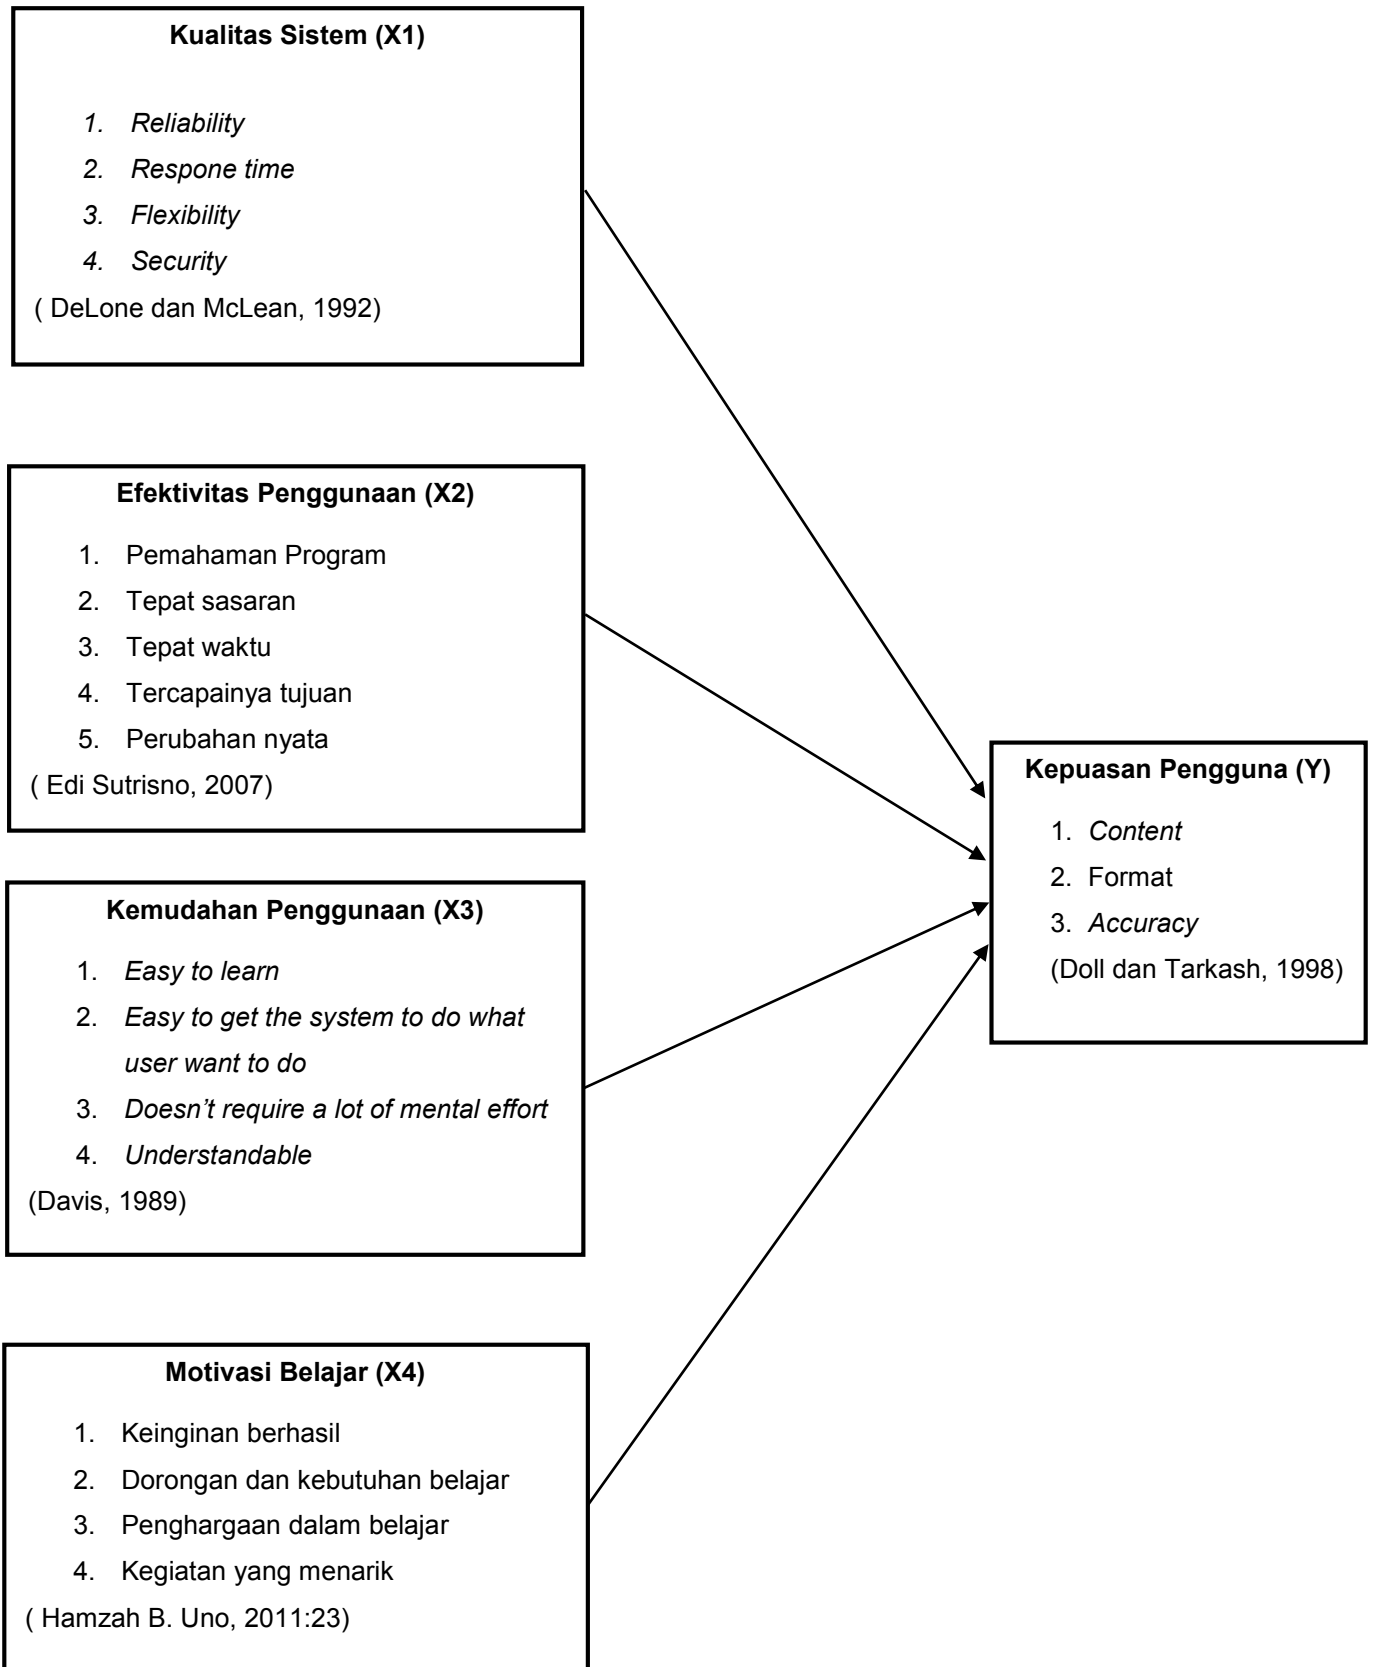 Kualitas Sistem (X1)
1. Reliability
2. Respone time
3. Flexibility
4. Security
( DeLone dan McLean, 1992)
Efektivitas Penggunaan (X2)
1. Pemahaman Program
2. Tepat sasaran
3. Tepat waktu
4. Tercapainya tujuan
5. Perubahan nyata
( Edi Sutrisno, 2007)
Kemudahan Penggunaan (X3)
1. Easy to learn
2. Easy to get the system to do what
user want to do
3. Doesn’t require a lot of mental effort
4. Understandable
(Davis, 1989)
Motivasi Belajar (X4)
1. Keinginan berhasil
2. Dorongan dan kebutuhan belajar
3. Penghargaan dalam belajar
4. Kegiatan yang menarik
( Hamzah B. Uno, 2011:23)
Kepuasan Pengguna (Y)
1. Content
2. Format
3. Accuracy
(Doll dan Tarkash, 1998)